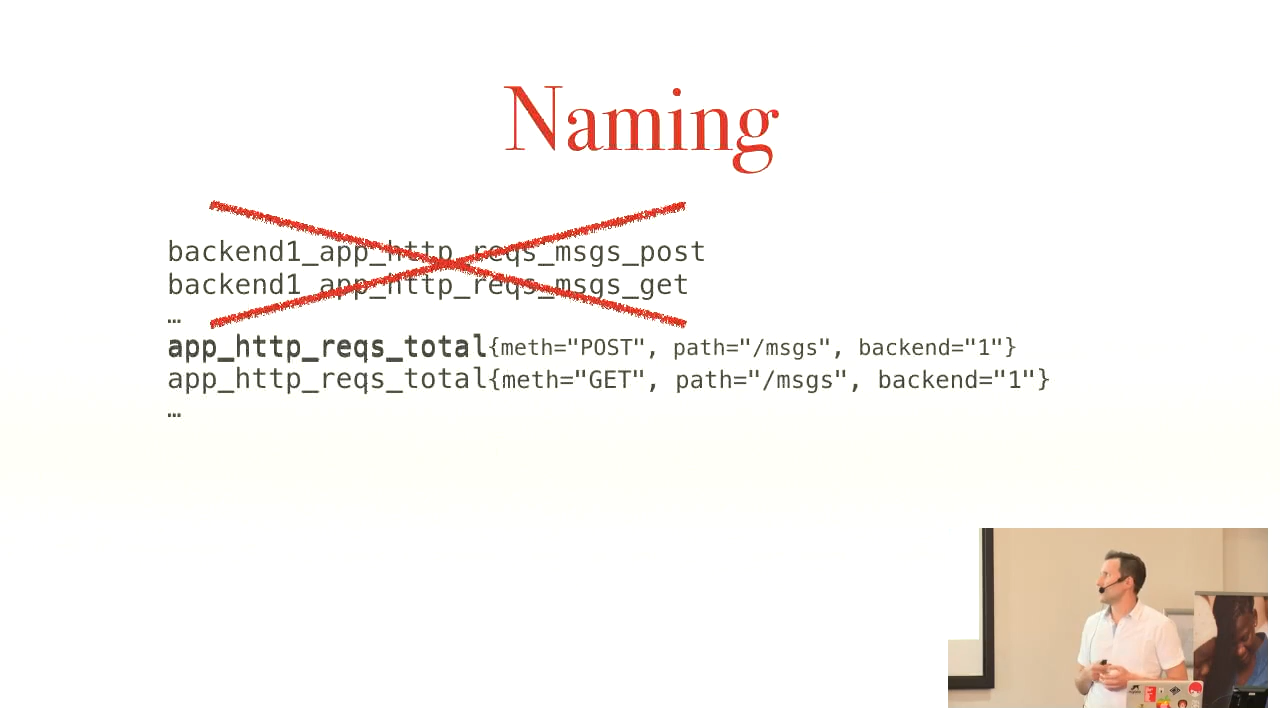 Naming
backend1_app_http_reqs_msgs_post
backend1_app_http_reqs_msgs_get
…
app_http_reqs_total{meth="POST", path="/msgs", backend="1"}
app_http_reqs_total{meth="GET", path="/msgs", backend="1"}
…